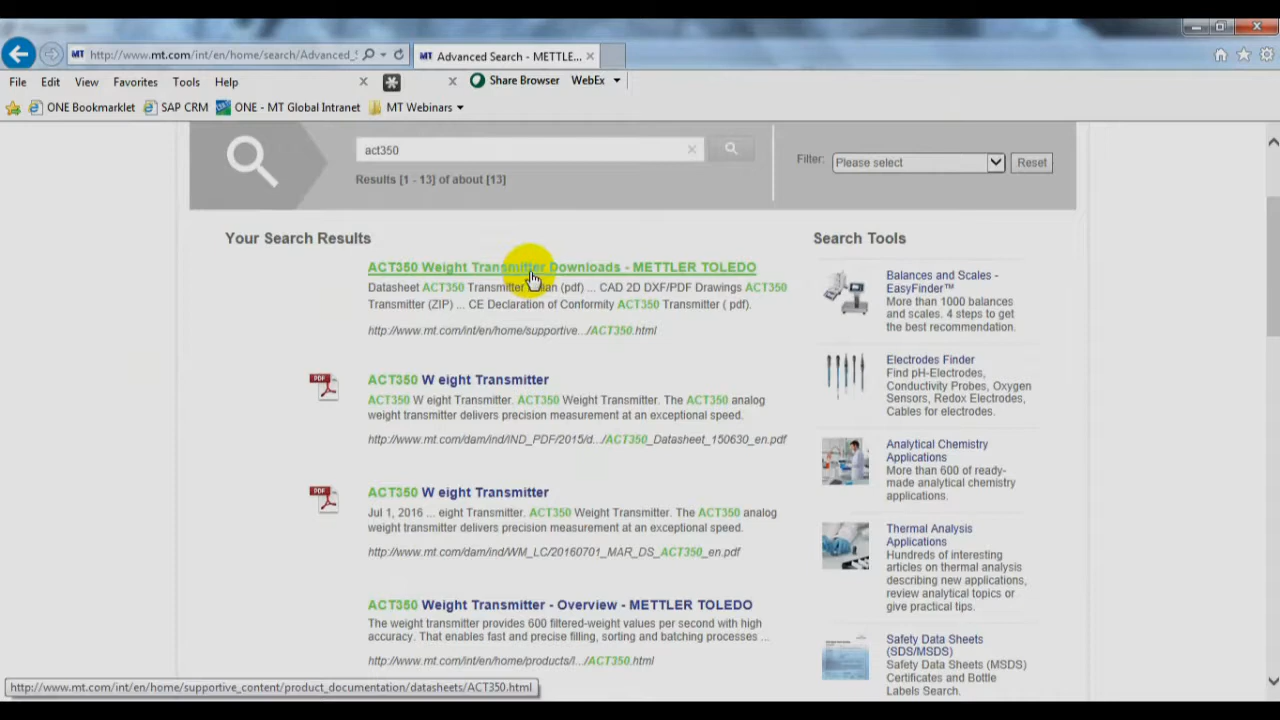 http://www.mt.com/int/en/home/search/Advanced_S
MT Advanced Search - METTLE...
File Edit View Favorites Tools Help
Share Browser WebEx
ONE Bookmarklet SAP CRM ONE - MT Global Intranet MT Webinars
act350
Filter: Please select Reset
Results [1 - 13] of about [13]
Your Search Results
ACT350 Weight Transmitter Downloads - METTLER TOLEDO
Datasheet ACT350 Transmitter (pdf) ... CAD 2D DXF/PDF Drawings ACT350
Transmitter (ZIP) ... CE Declaration of Conformity ACT350 Transmitter ( pdf).
http://www.mt.com/int/en/home/supportive.../ACT350.html
PDF
ACT350 W eight Transmitter
ACT350 W eight Transmitter. ACT350 Weight Transmitter. The ACT350 analog
weight transmitter delivers precision measurement at an exceptional speed.
http://www.mt.com/dam/ind/IND_PDF/2015/d.../ACT350_Datasheet_150630_en.pdf
PDF
ACT350 W eight Transmitter
Jul 1, 2016 ... eight Transmitter. ACT350 Weight Transmitter. The ACT350 analog
weight transmitter delivers precision measurement at an exceptional speed.
http://www.mt.com/dam/ind/WM_LC/20160701_MAR_DS_ACT350_en.pdf
ACT350 Weight Transmitter - Overview - METTLER TOLEDO
The weight transmitter provides 600 filtered-weight values per second with high
accuracy. That enables fast and precise filling, sorting and batching processes ...
http://www.mt.com/int/en/home/products/I.../ACT350.html
Search Tools
Balances and Scales -
EasyFinder™
More than 1000 balances
and scales. 4 steps to get
the best recommendation.
Electrodes Finder
Find pH-Electrodes,
Conductivity Probes, Oxygen
Sensors, Redox Electrodes,
Cables for electrodes.
Analytical Chemistry
Applications
More than 600 of ready-
made analytical chemistry
applications.
Thermal Analysis
Applications
Hundreds of interesting
articles on thermal analysis
describing new applications,
review analytical topics or
give practical tips.
Safety Data Sheets
(SDS/MSDS)
Safety Data Sheets (MSDS)
Certificates and Bottle
Labels Search.
http://www.mt.com/int/en/home/supportive_content/product_documentation/datasheets/ACT350.html